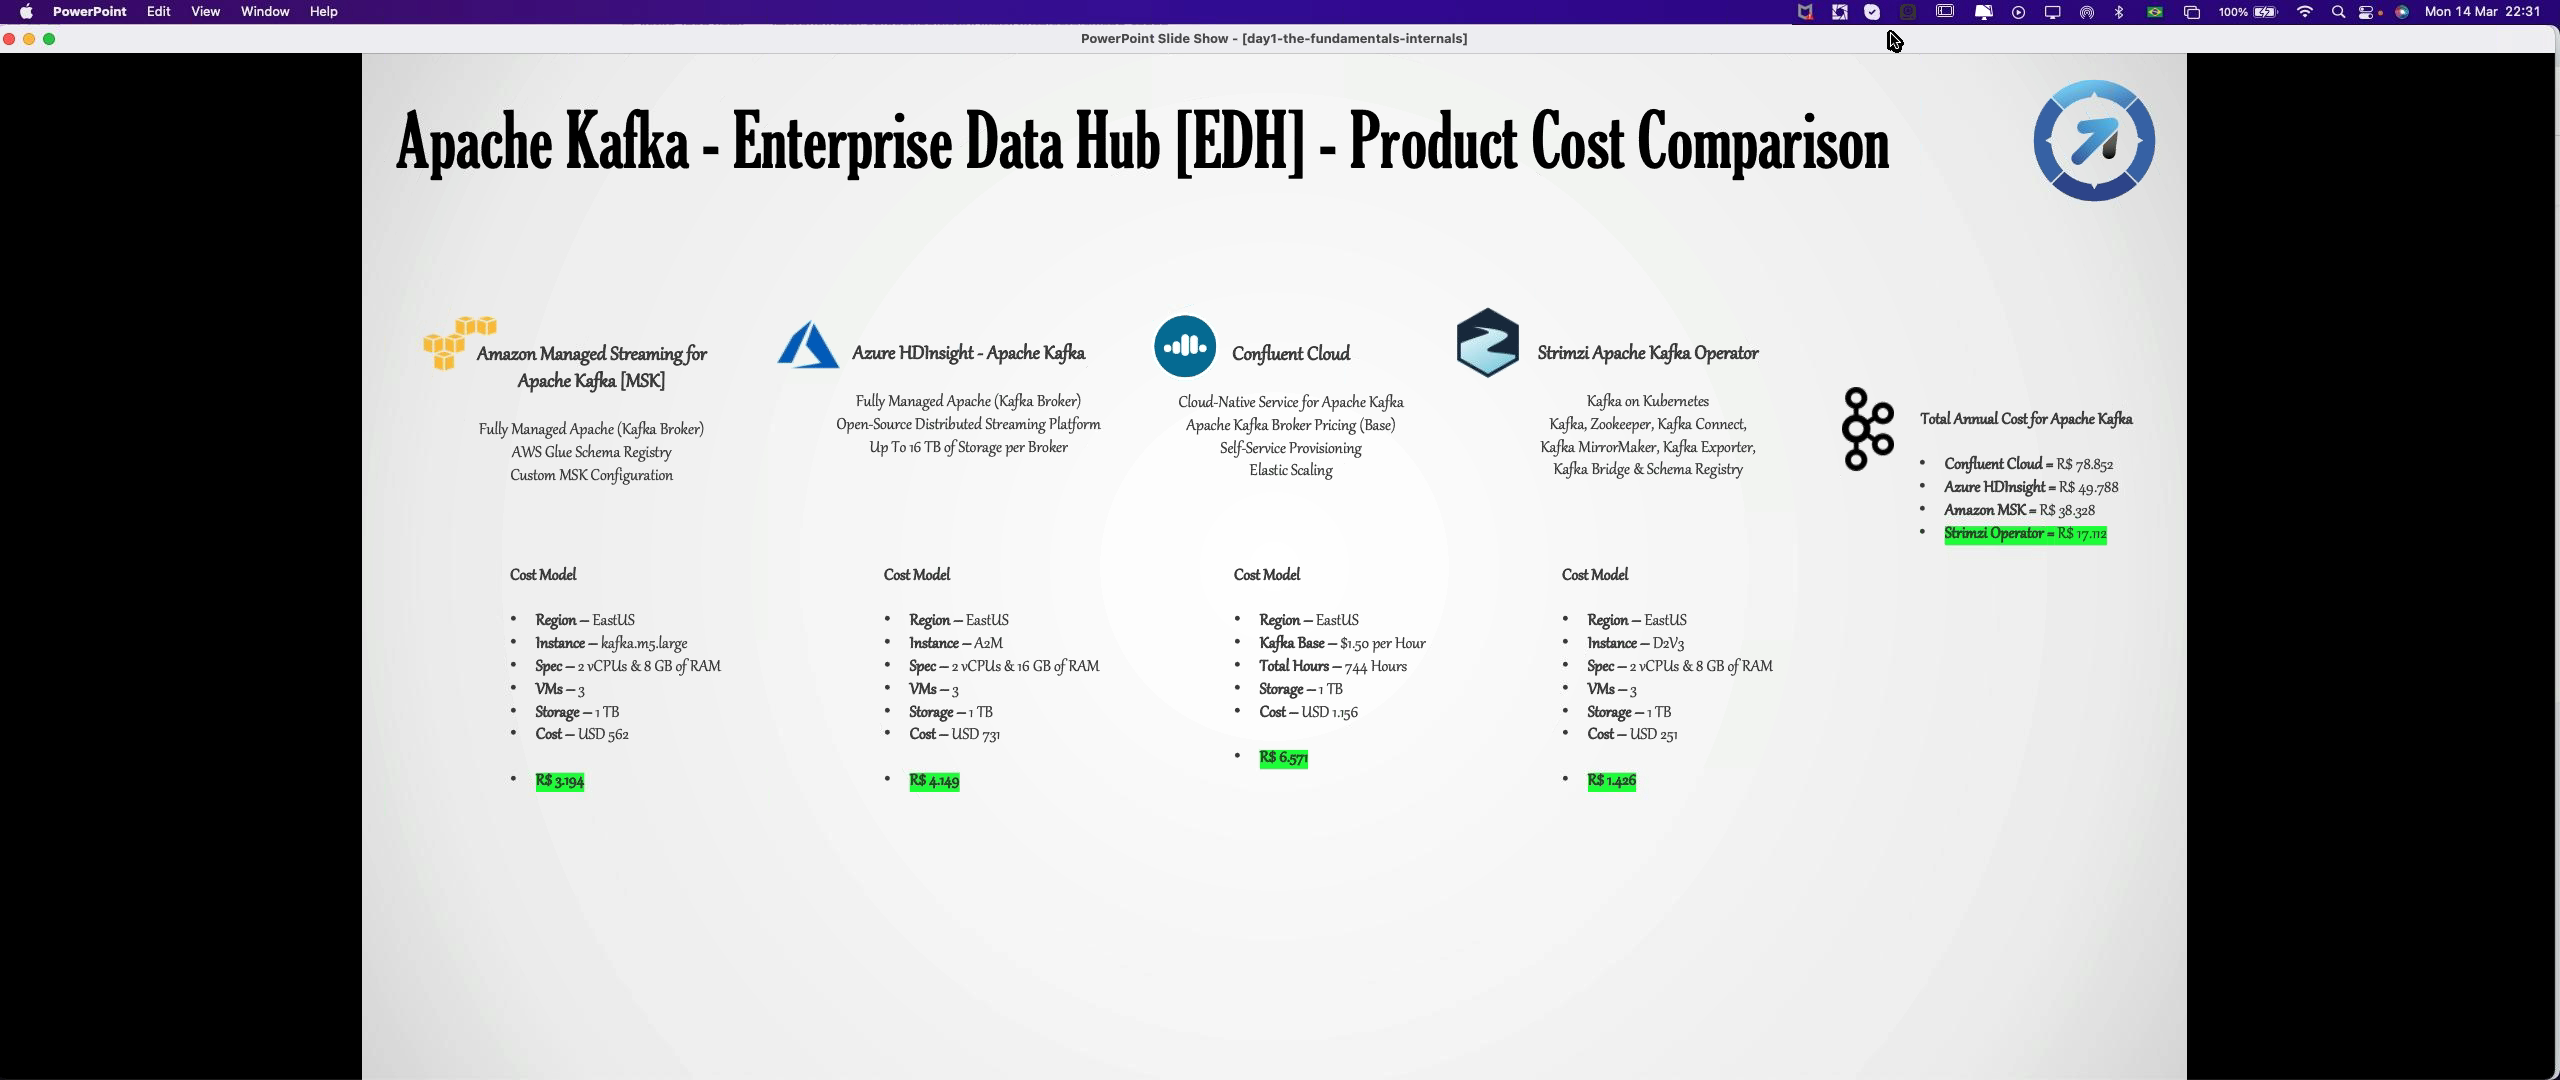 PowerPoint Edit View Window Help
100% Mon 14 Mar 22:31
PowerPoint Slide Show - [day1-the-fundamentals-internals]
Apache Kafka - Enterprise Data Hub [EDH] - Product Cost Comparison
Amazon Managed Streaming for
Apache Kafka [MSK]
Fully Managed Apache (Kafka Broker)
AWS Glue Schema Registry
Custom MSK Configuration
Cost Model
• Region – EastUS
• Instance – kafka.m5.large
• Spec – 2 vCPUs & 8 GB of RAM
• VMs – 3
• Storage – 1 TB
• Cost – USD 562
• R$ 3.194
Azure HDInsight - Apache Kafka
Fully Managed Apache (Kafka Broker)
Open-Source Distributed Streaming Platform
Up To 16 TB of Storage per Broker
Cost Model
• Region – EastUS
• Instance – A2M
• Spec – 2 vCPUs & 16 GB of RAM
• VMs – 3
• Storage – 1 TB
• Cost – USD 731
• R$ 4.149
Confluent Cloud
Cloud-Native Service for Apache Kafka
Apache Kafka Broker Pricing (Base)
Self-Service Provisioning
Elastic Scaling
Cost Model
• Region – EastUS
• Kafka Base – $1.50 per Hour
• Total Hours – 744 Hours
• Storage – 1 TB
• Cost – USD 1.156
• R$ 6.571
Strimzi Apache Kafka Operator
Kafka on Kubernetes
Kafka, Zookeeper, Kafka Connect,
Kafka MirrorMaker, Kafka Exporter,
Kafka Bridge & Schema Registry
Cost Model
• Region – EastUS
• Instance – D2V3
• Spec – 2 vCPUs & 8 GB of RAM
• VMs – 3
• Storage – 1 TB
• Cost – USD 251
• R$ 1.426
Total Annual Cost for Apache Kafka
• Confluent Cloud = R$ 78.852
• Azure HDInsight = R$ 49.788
• Amazon MSK = R$ 38.328
• Strimzi Operator = R$ 17.112